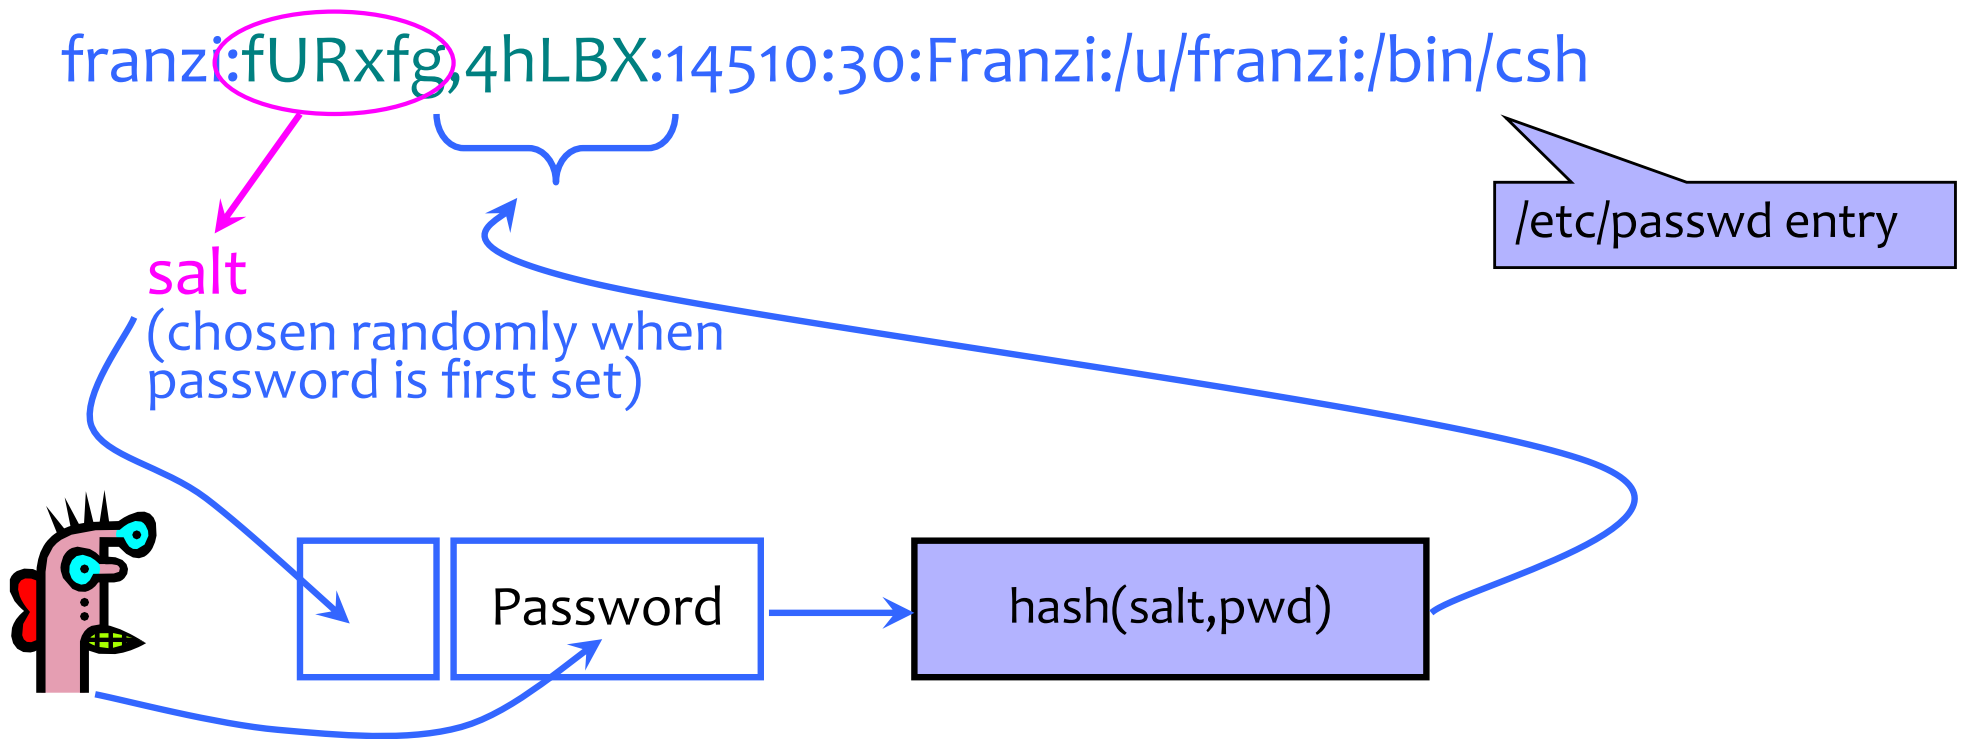 franzi:fURxfg,4hLBX:14510:30:Franzi:/u/franzi:/bin/csh
/etc/passwd entry
salt
(chosen randomly when
password is first set)
Password
hash(salt,pwd)